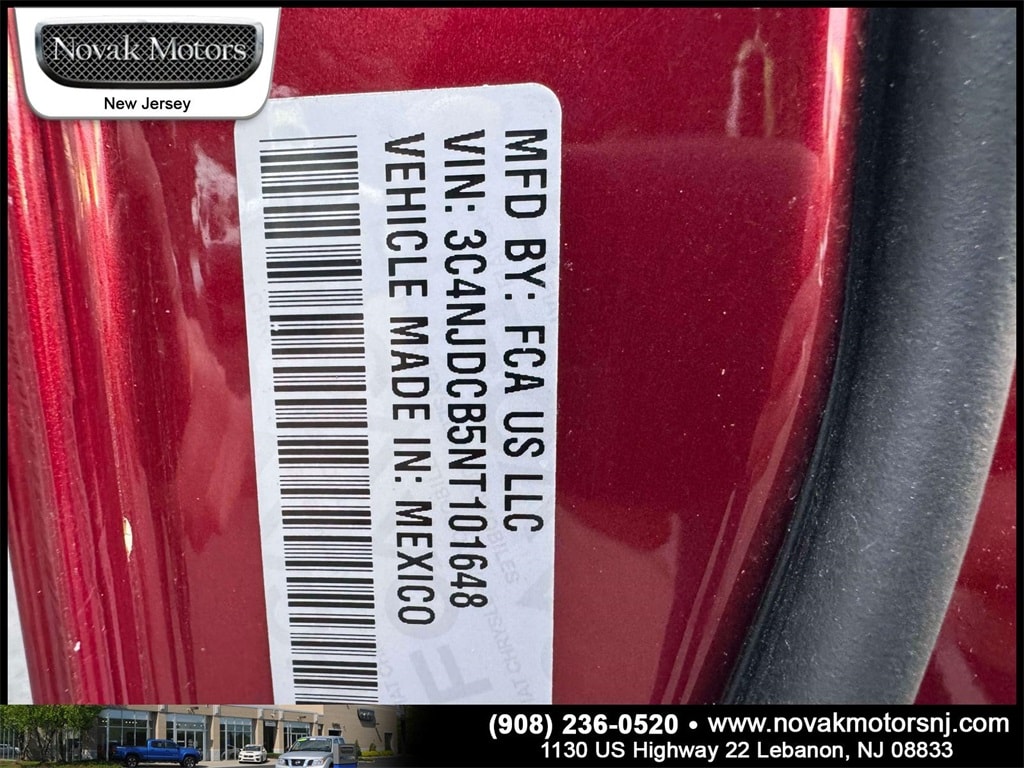 Novak Motors
New Jersey
MFD BY: FCA US LLC
VIN: 3C4NJDCB5NT101648
VEHICLE MADE IN: MEXICO
(908) 236-0520 • www.novakmotorsnj.com
1130 US Highway 22 Lebanon, NJ 08833